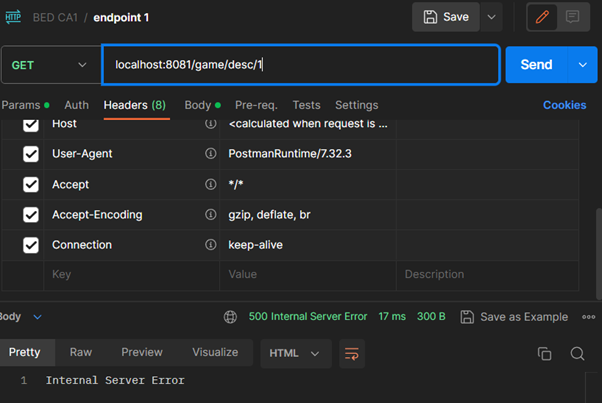 HTTP BED CA1 / endpoint 1 Save
GET localhost:8081/game/desc/1 Send
Params Auth Headers (8) Body Pre-req. Tests Settings Cookies
Host <calculated when request is ...
User-Agent PostmanRuntime/7.32.3
Accept */*
Accept-Encoding gzip, deflate, br
Connection keep-alive
Key Value Description
Body 500 Internal Server Error 17 ms 300 B Save as Example
Pretty Raw Preview Visualize HTML
1 Internal Server Error